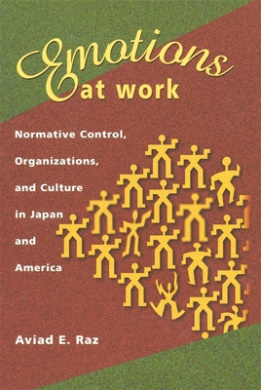 Emotions
at work
Normative Control,
Organizations,
and Culture
in Japan
and
America
Aviad E. Raz